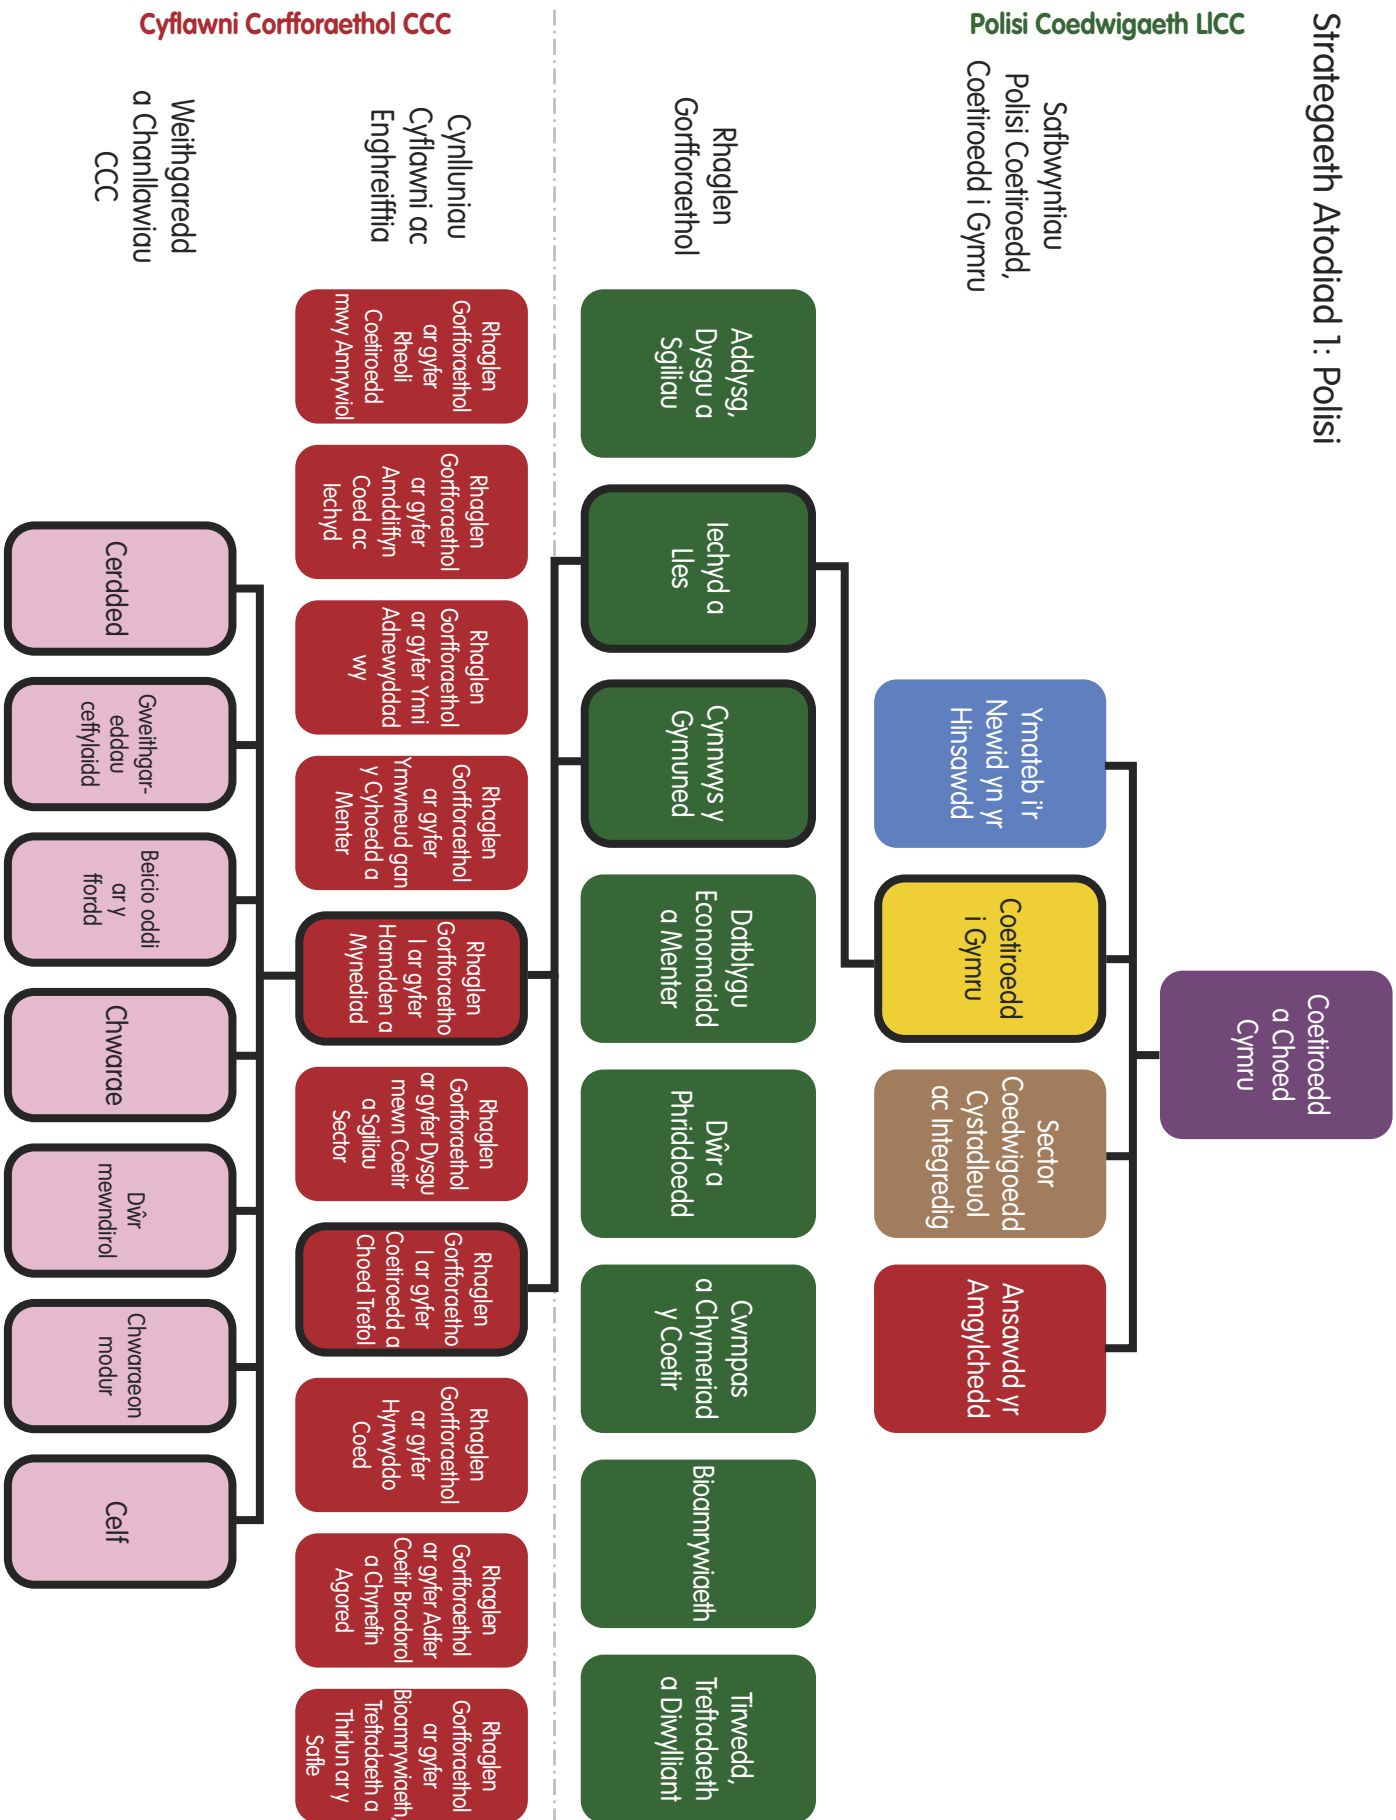 Strategaeth Atodiad 1: Polisi
Polisi Coedwigaeth LlCC
Cyflawni Corfforaethol CCC
Coetiroedd
a Choed
Cymru
Safbwyntiau
Polisi Coetiroedd,
Coetiroedd i Gymru
Ymateb i'r
Newid yn yr
Hinsawdd
Coetiroedd
i Gymru
Sector
Coedwigoedd
Cystadleuol
ac Integredig
Ansawdd yr
Amgylchedd
Rhaglen
Gorfforaethol
Addysg,
Dysgu a
Sgiliau
Iechyd a
Lles
Cynnwys y
Gymuned
Datblygu
Economaidd
a Menter
Dŵr a
Phriddoedd
Cwmpas
a Chymeriad
y Coetir
Bioamrywiaeth
Tirwedd,
Treftadaeth
a Diwylliant
Cynlluniau
Cyflawni ac
Enghreifftia
Rhaglen
Gorfforaethol
ar gyfer
Rheoli
Coetiroedd
mwy Amrywiol
Rhaglen
Gorfforaethol
ar gyfer
Amddiffyn
Coed ac
Iechyd
Rhaglen
Gorfforaethol
ar gyfer Ynni
Adnewyddad
wy
Rhaglen
Gorfforaethol
ar gyfer
Ymwneud gan
y Cyhoedd a
Menter
Rhaglen
Gorfforaetho
l ar gyfer
Hamdden a
Mynediad
Rhaglen
Gorfforaethol
ar gyfer Dysgu
mewn Coetir
a Sgiliau
Sector
Rhaglen
Gorfforaetho
l ar gyfer
Coetiroedd a
Choed Trefol
Rhaglen
Gorfforaethol
ar gyfer
Hyrwyddo
Coed
Rhaglen
Gorfforaethol
ar gyfer Adfer
Coetir Brodorol
a Chynefin
Agored
Rhaglen
Gorfforaethol
ar gyfer
Bioamrywiaeth,
Treftadaeth a
Thirlun ar y
Safle
Weithgaredd
a Chanllawiau
CCC
Cerdded
Gweithgar-
eddau
ceffylaidd
Beicio oddi
ar y
ffordd
Chwarae
Dŵr
mewndirol
Chwaraeon
modur
Celf